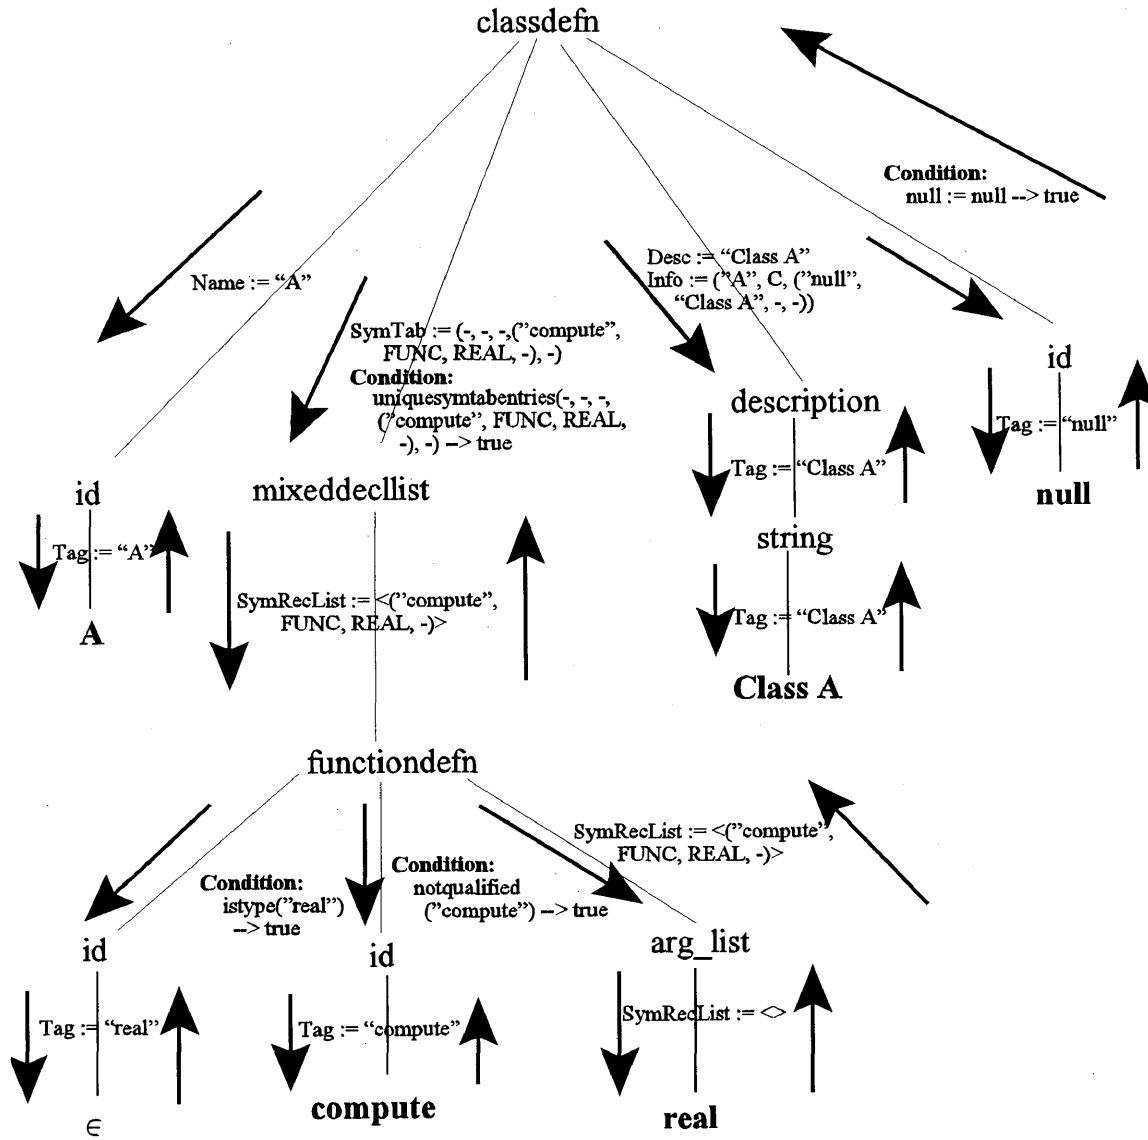 classdefn
Condition:
null := null --> true
Name := “A”
Desc := “Class A”
Info := (”A”, C, (”null”,
“Class A”, -, -))
SymTab := (-, -, -,(”compute”,
FUNC, REAL, -), -)
Condition:
uniquesymtabentries(-, -, -,
(”compute”, FUNC, REAL,
-), -) --> true
id
description
Tag := “null”
null
Tag := “Class A”
id
mixeddecllist
string
Tag := “A”
A
SymRecList := <(”compute”,
FUNC, REAL, -)>
Tag := “Class A”
Class A
functiondefn
SymRecList := <(”compute”,
FUNC, REAL, -)>
Condition:
istype(”real”)
--> true
Condition:
notqualified
(”compute”) --> true
id
id
arg_list
Tag := “real”
Tag := “compute”
SymRecList := <>
∈
compute
real